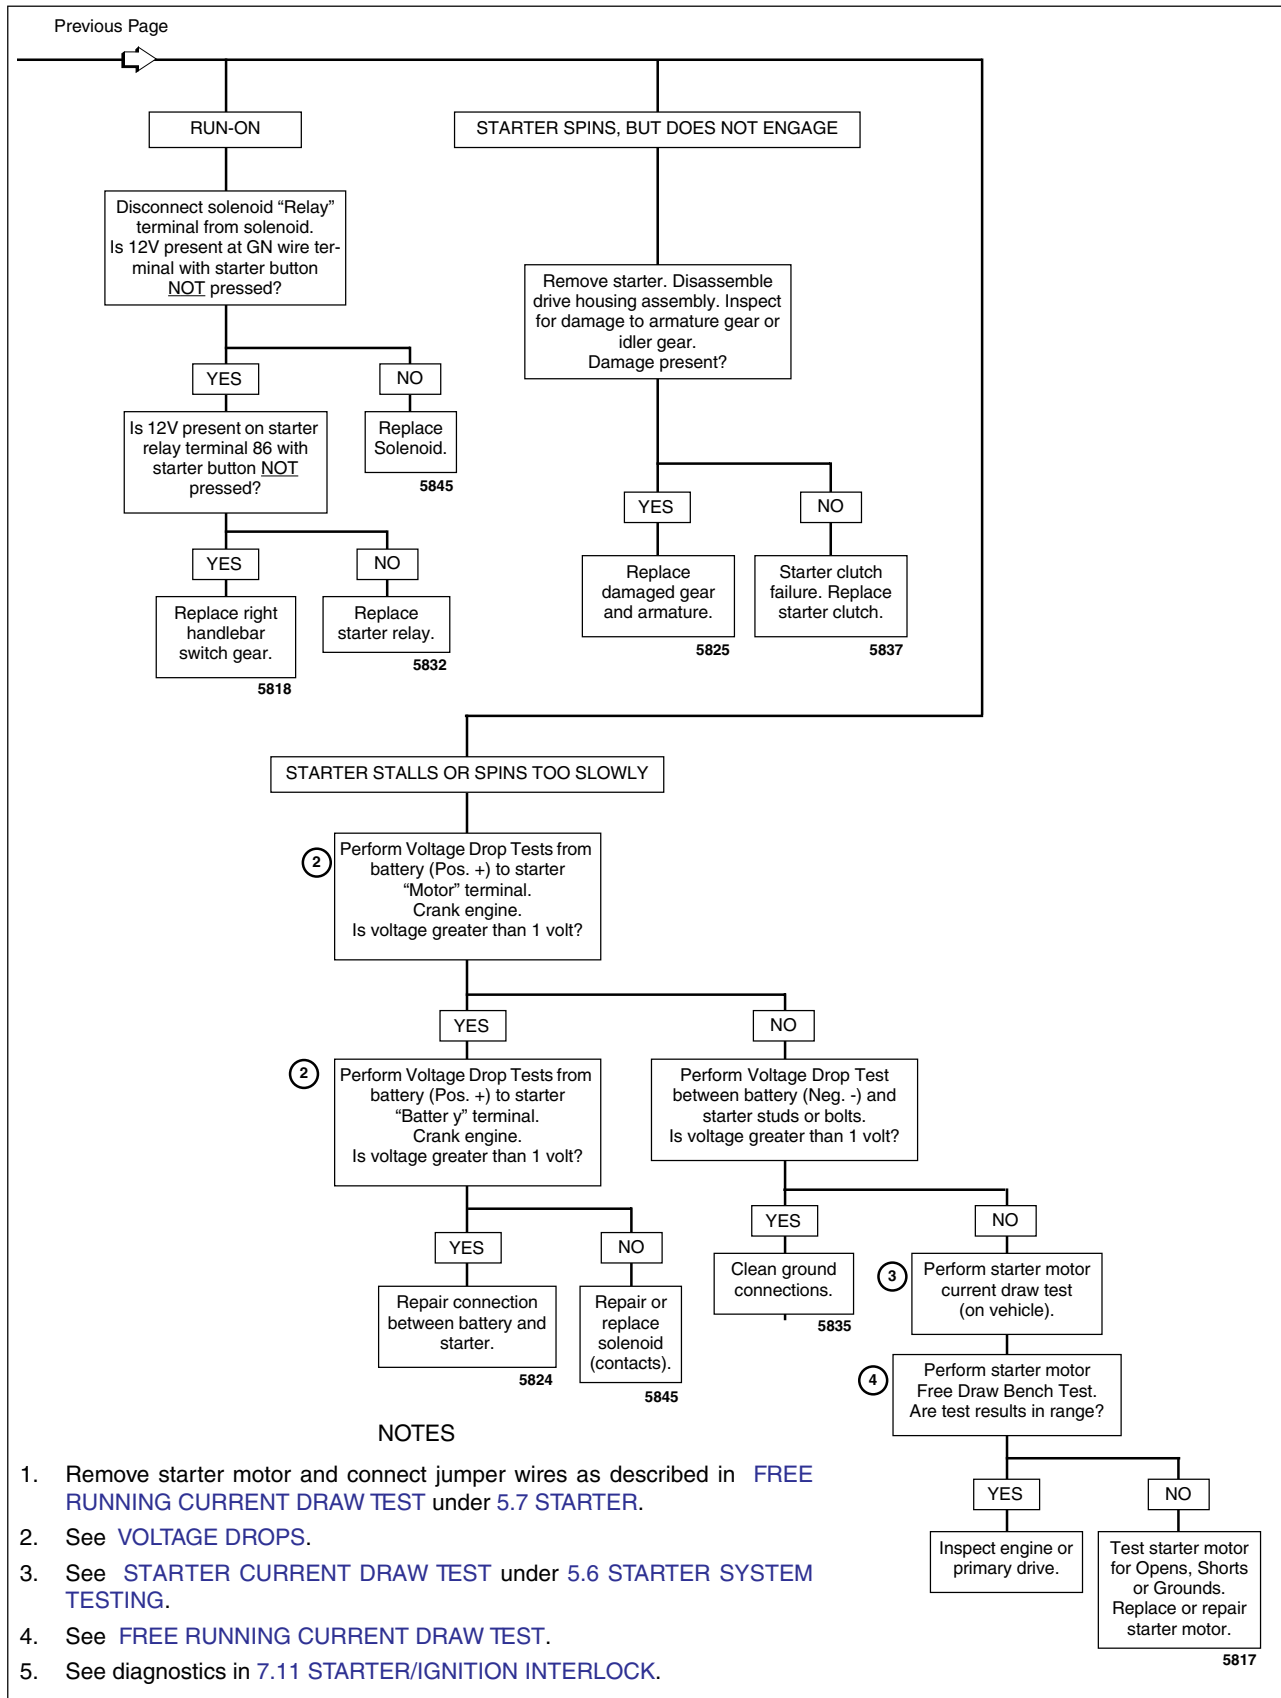 Previous Page
RUN-ON
Disconnect solenoid “Relay”
terminal from solenoid.
Is 12V present at GN wire ter-
minal with starter button
NOT pressed?
YES
NO
Is 12V present on starter
relay terminal 86 with
starter button NOT
pressed?
Replace
Solenoid.
5845
YES
NO
Replace right
handlebar
switch gear.
5818
Replace
starter relay.
5832
STARTER SPINS, BUT DOES NOT ENGAGE
Remove starter. Disassemble
drive housing assembly. Inspect
for damage to armature gear or
idler gear.
Damage present?
YES
NO
Replace
damaged gear
and armature.
5825
Starter clutch
failure. Replace
starter clutch.
5837
STARTER STALLS OR SPINS TOO SLOWLY
2
Perform Voltage Drop Tests from
battery (Pos. +) to starter
“Motor” terminal.
Crank engine.
Is voltage greater than 1 volt?
YES
NO
2
Perform Voltage Drop Tests from
battery (Pos. +) to starter
“Batter y” terminal.
Crank engine.
Is voltage greater than 1 volt?
Perform Voltage Drop Test
between battery (Neg. -) and
starter studs or bolts.
Is voltage greater than 1 volt?
YES
NO
Repair connection
between battery and
starter.
5824
Repair or
replace
solenoid
(contacts).
5845
YES
NO
Clean ground
connections.
5835
3
Perform starter motor
current draw test
(on vehicle).
4
Perform starter motor
Free Draw Bench Test.
Are test results in range?
YES
NO
Inspect engine or
primary drive.
Test starter motor
for Opens, Shorts
or Grounds.
Replace or repair
starter motor.
5817
NOTES
1. Remove starter motor and connect jumper wires as described in FREE
RUNNING CURRENT DRAW TEST under 5.7 STARTER.
2. See VOLTAGE DROPS.
3. See STARTER CURRENT DRAW TEST under 5.6 STARTER SYSTEM
TESTING.
4. See FREE RUNNING CURRENT DRAW TEST.
5. See diagnostics in 7.11 STARTER/IGNITION INTERLOCK.